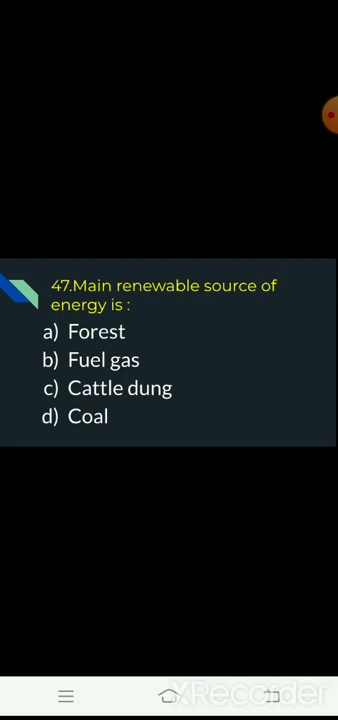 47.Main renewable source of
energy is :
a) Forest
b) Fuel gas
c) Cattle dung
d) Coal
XRecorder